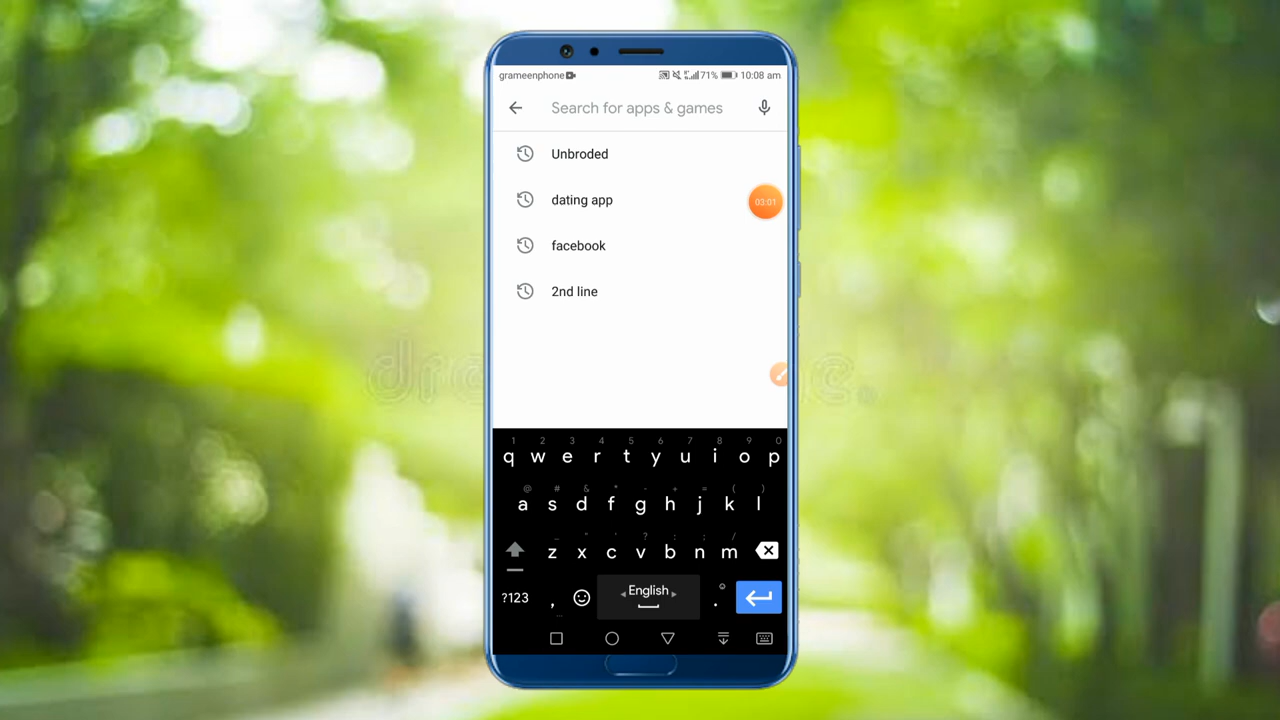 grameenphone
71% 10:08 am
Search for apps & games
Unbroded
dating app
03:01
facebook
2nd line
1 2 3 4 5 6 7 8 9 0
q w e r t y u i o p
@ # & * - + = ( )
a s d f g h j k l
_ " ' ? : ; /
z x c v b n m
?123 , English .